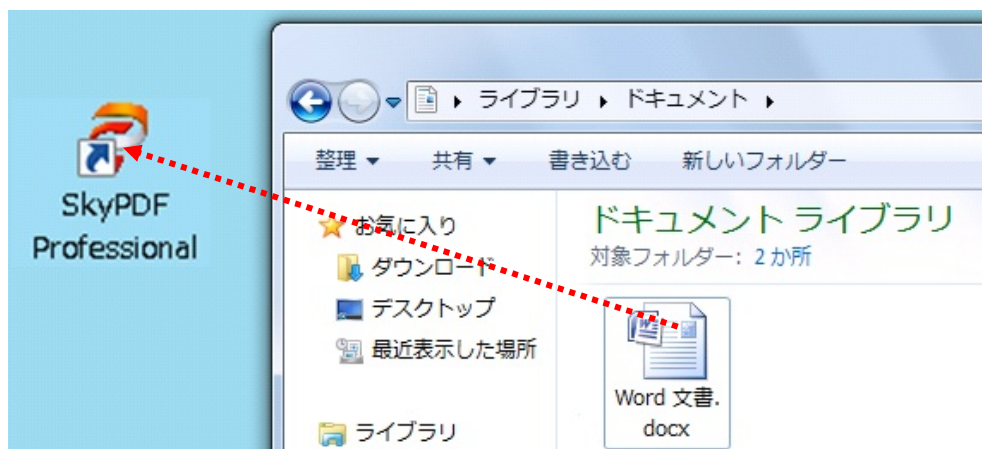 SkyPDF
Professional
ライブラリ ドキュメント
整理 共有 書き込む 新しいフォルダー
お気に入り
ダウンロード
デスクトップ
最近表示した場所
ライブラリ
ドキュメント ライブラリ
対象フォルダー: 2 か所
Word 文書.
docx